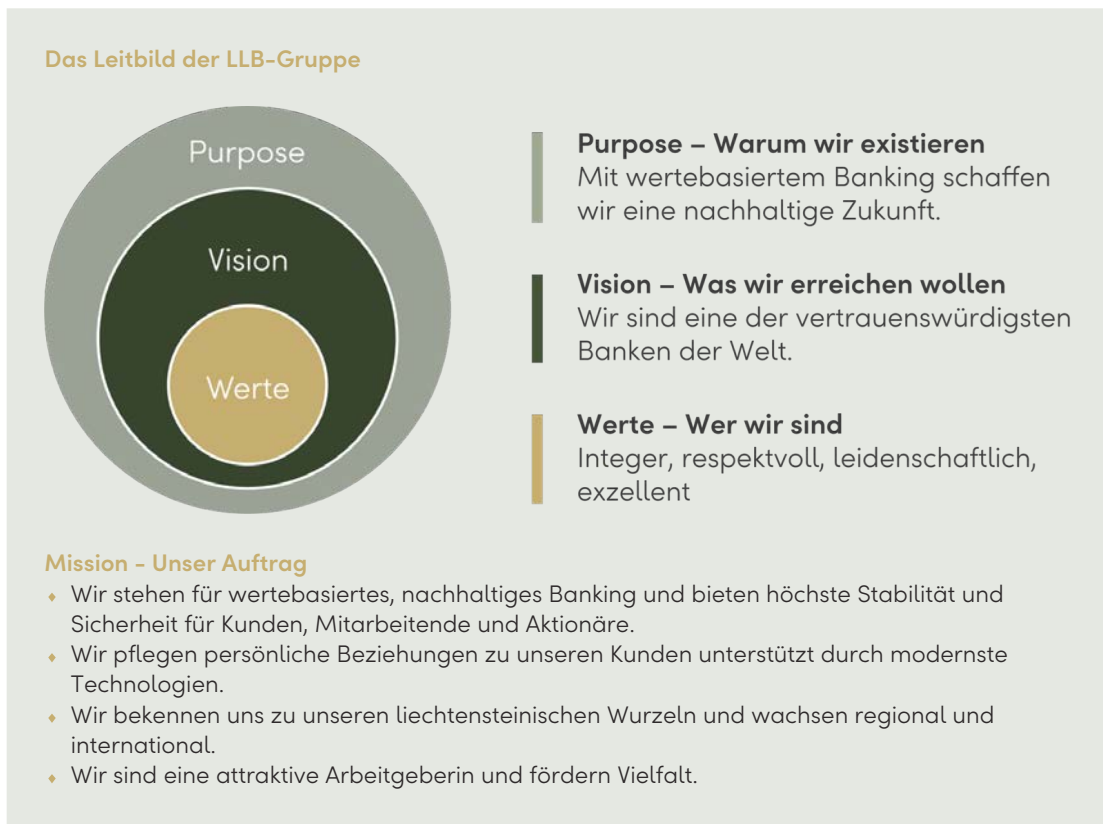 Das Leitbild der LLB-Gruppe
Purpose
Vision
Werte
Purpose – Warum wir existieren
Mit wertebasiertem Banking schaffen
wir eine nachhaltige Zukunft.
Vision – Was wir erreichen wollen
Wir sind eine der vertrauenswürdigsten
Banken der Welt.
Werte – Wer wir sind
Integer, respektvoll, leidenschaftlich,
exzellent
Mission - Unser Auftrag
Wir stehen für wertebasiertes, nachhaltiges Banking und bieten höchste Stabilität und
Sicherheit für Kunden, Mitarbeitende und Aktionäre.
Wir pflegen persönliche Beziehungen zu unseren Kunden unterstützt durch modernste
Technologien.
Wir bekennen uns zu unseren liechtensteinischen Wurzeln und wachsen regional und
international.
Wir sind eine attraktive Arbeitgeberin und fördern Vielfalt.